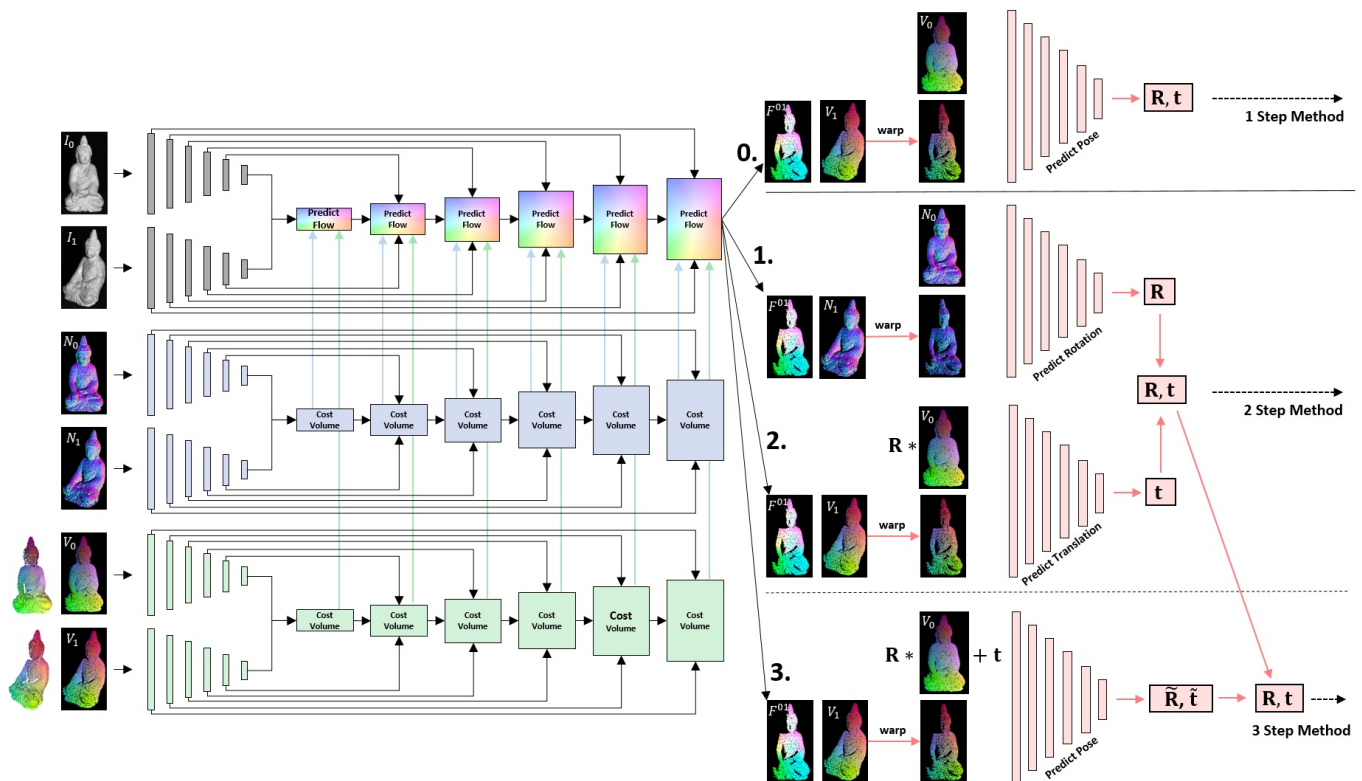 I₀
I₁
N₀
N₁
V₀
V₁
Predict
Flow
Predict
Flow
Predict
Flow
Predict
Flow
Predict
Flow
Predict
Flow
Cost
Volume
Cost
Volume
Cost
Volume
Cost
Volume
Cost
Volume
Cost
Volume
Cost
Volume
Cost
Volume
Cost
Volume
Cost
Volume
Cost
Volume
Cost
Volume
0.
F⁰¹ V₁
warp
V₀
Predict Pose
R, t
1 Step Method
1.
F⁰¹ N₁
warp
N₀
Predict Rotation
R
R, t
2 Step Method
2.
F⁰¹ V₁
warp
R * V₀
Predict Translation
t
3.
F⁰¹ V₁
warp
R * V₀ + t
Predict Pose
R̃, t̃
R, t
3 Step Method